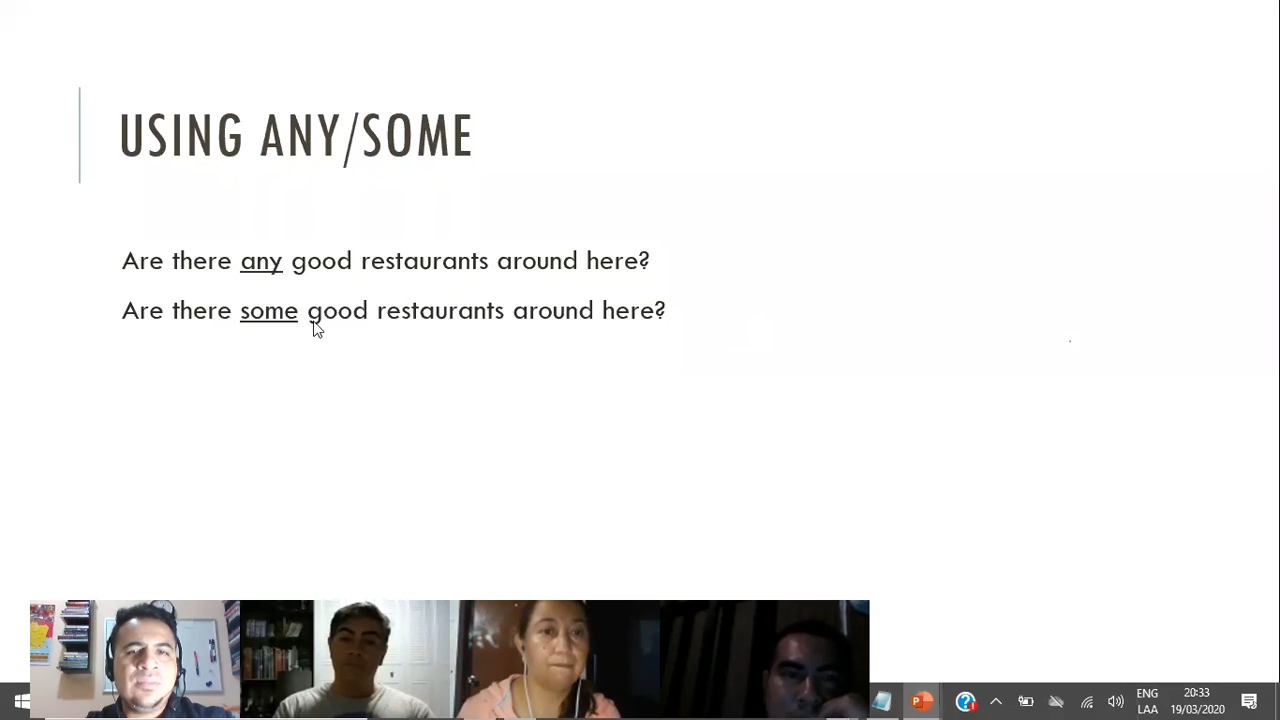 USING ANY/SOME
Are there any good restaurants around here?
Are there some good restaurants around here?
ENG
LAA
20:33
19/03/2020